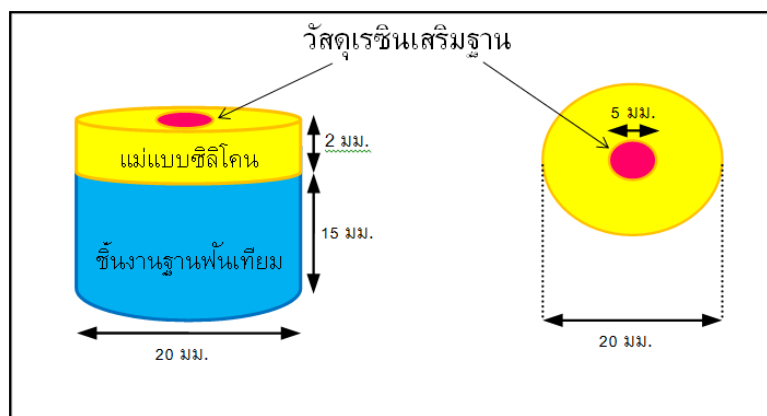 วัสดุเรซินเสริมฐาน
5 มม.
2 มม.
แม่แบบซิลิโคน
15 มม.
ชิ้นงานฐานฟันเทียม
20 มม.
20 มม.